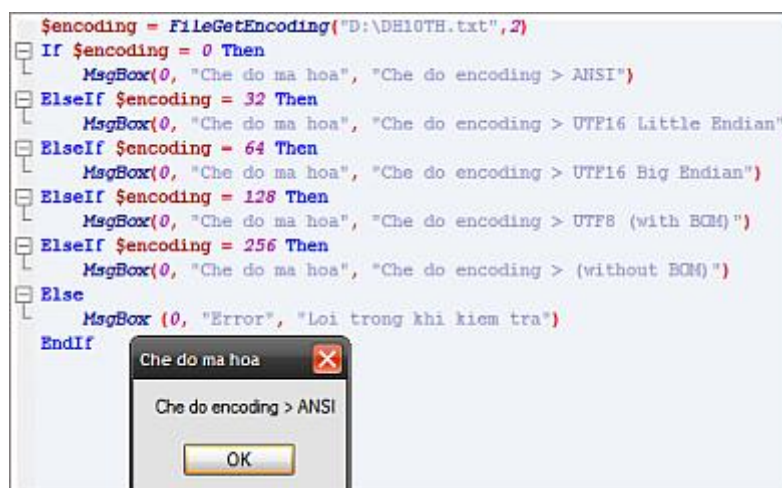 $encoding = FileGetEncoding("D:\DH10TH.txt",2)
If $encoding = 0 Then
MsgBox(0, "Che do ma hoa", "Che do encoding > ANSI")
ElseIf $encoding = 32 Then
MsgBox(0, "Che do ma hoa", "Che do encoding > UTF16 Little Endian"
ElseIf $encoding = 64 Then
MsgBox(0, "Che do ma hoa", "Che do encoding > UTF16 Big Endian")
ElseIf $encoding = 128 Then
MsgBox(0, "Che do ma hoa", "Che do encoding > UTF8 (with BOM)")
ElseIf $encoding = 256 Then
MsgBox(0, "Che do ma hoa", "Che do encoding > (without BOM)")
Else
MsgBox (0, "Error", "Loi trong khi kiem tra")
EndIf
Che do ma hoa
Che do encoding > ANSI
OK